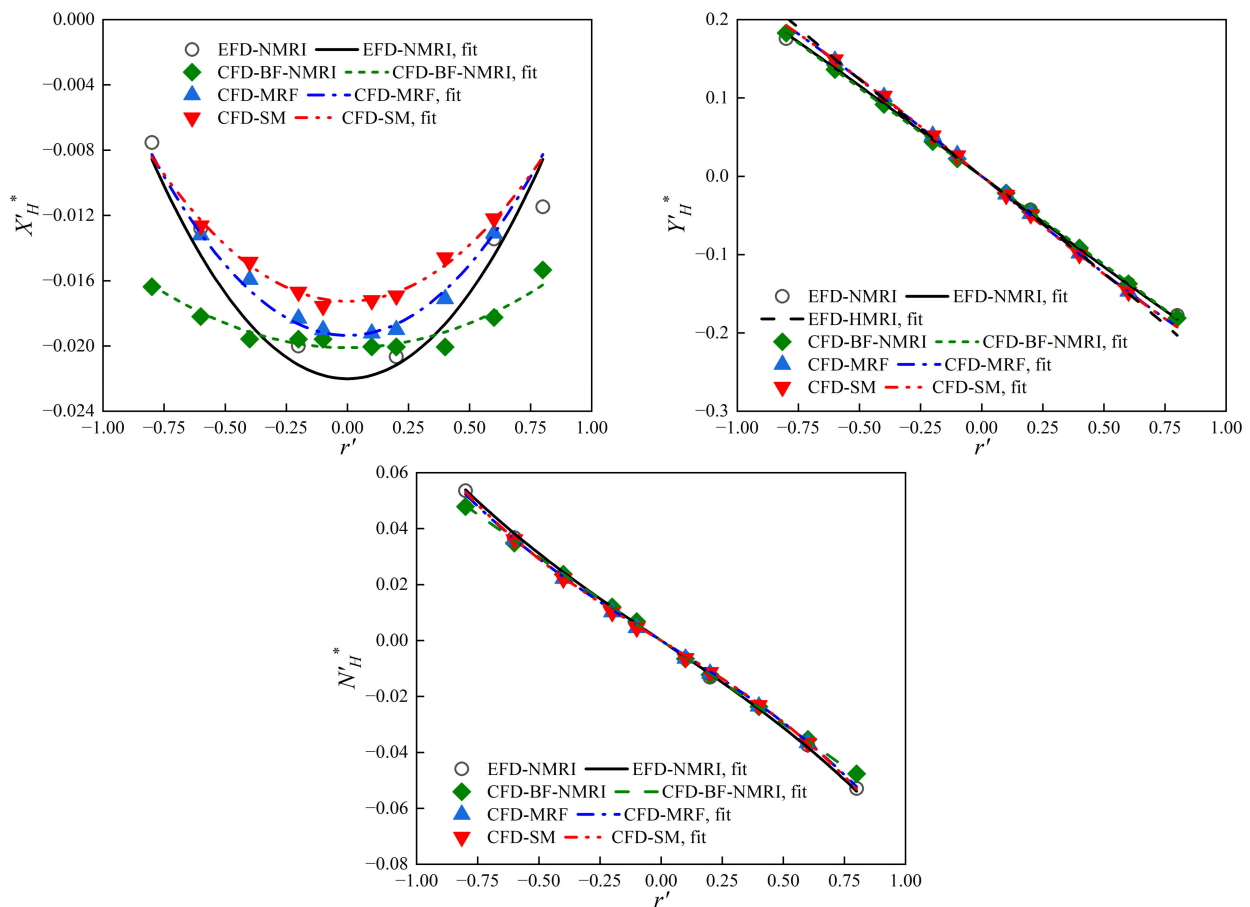 0.000
−0.004
−0.008
−0.012
−0.016
−0.020
−0.024
X′_H^*
EFD-NMRI EFD-NMRI, fit
CFD-BF-NMRI CFD-BF-NMRI, fit
CFD-MRF CFD-MRF, fit
CFD-SM CFD-SM, fit
−1.00 −0.75 −0.50 −0.25 0.00 0.25 0.50 0.75 1.00
r′
0.2
0.1
0.0
−0.1
−0.2
−0.3
Y′_H^*
EFD-NMRI EFD-NMRI, fit
EFD-HMRI, fit
CFD-BF-NMRI CFD-BF-NMRI, fit
CFD-MRF CFD-MRF, fit
CFD-SM CFD-SM, fit
−1.00 −0.75 −0.50 −0.25 0.00 0.25 0.50 0.75 1.00
r′
0.06
0.04
0.02
0.00
−0.02
−0.04
−0.06
−0.08
N′_H^*
EFD-NMRI EFD-NMRI, fit
CFD-BF-NMRI CFD-BF-NMRI, fit
CFD-MRF CFD-MRF, fit
CFD-SM CFD-SM, fit
−1.00 −0.75 −0.50 −0.25 0.00 0.25 0.50 0.75 1.00
r′